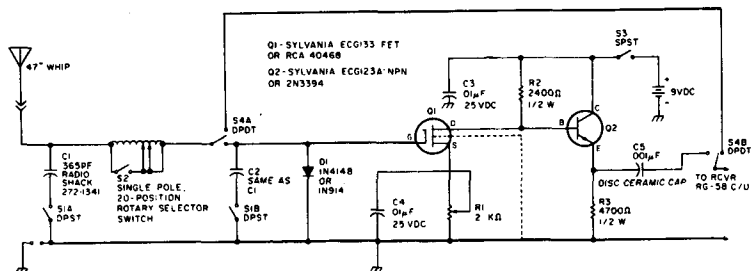 47" WHIP
Q1-SYLVANIA ECG133 FET
OR RCA 40468
Q2-SYLVANIA ECG123A NPN
OR 2N3394
S3
SPST
+
9VDC
-
C3
.01µF
25 VDC
R2
2400Ω
1/2 W
Q1
D
G
S
B
C
E
Q2
S4A
DPDT
S4B
DPDT
C1
365PF
RADIO
SHACK
272-1341
S2
SINGLE POLE,
20-POSITION
ROTARY SELECTOR
SWITCH
C2
SAME AS
C1
D1
1N4148
OR
1N914
S1A
DPST
S1B
DPST
C4
.01µF
25 VDC
R1
2 KΩ
C5
.001µF
DISC CERAMIC CAP
TO RCVR
RG-58 C/U
R3
4700Ω
1/2 W